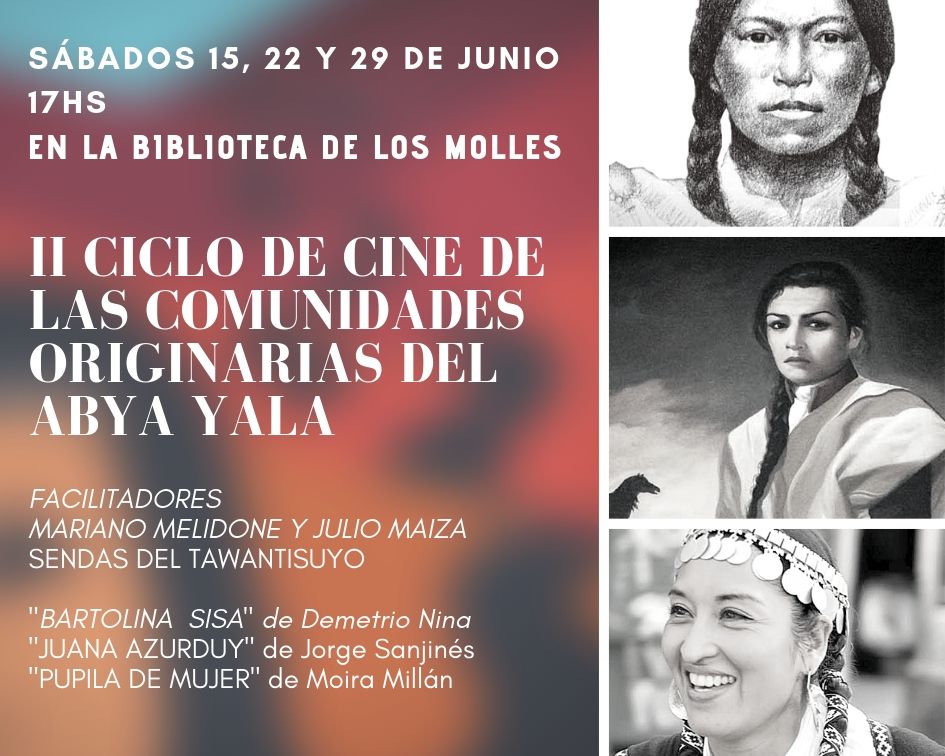 SÁBADOS 15, 22 Y 29 DE JUNIO
17HS
EN LA BIBLIOTECA DE LOS MOLLES
II CICLO DE CINE DE
LAS COMUNIDADES
ORIGINARIAS DEL
ABYA YALA
FACILITADORES
MARIANO MELIDONE Y JULIO MAIZA
SENDAS DEL TAWANTISUYO
"BARTOLINA SISA" de Demetrio Nina
"JUANA AZURDUY" de Jorge Sanjinés
"PUPILA DE MUJER" de Moira Millán